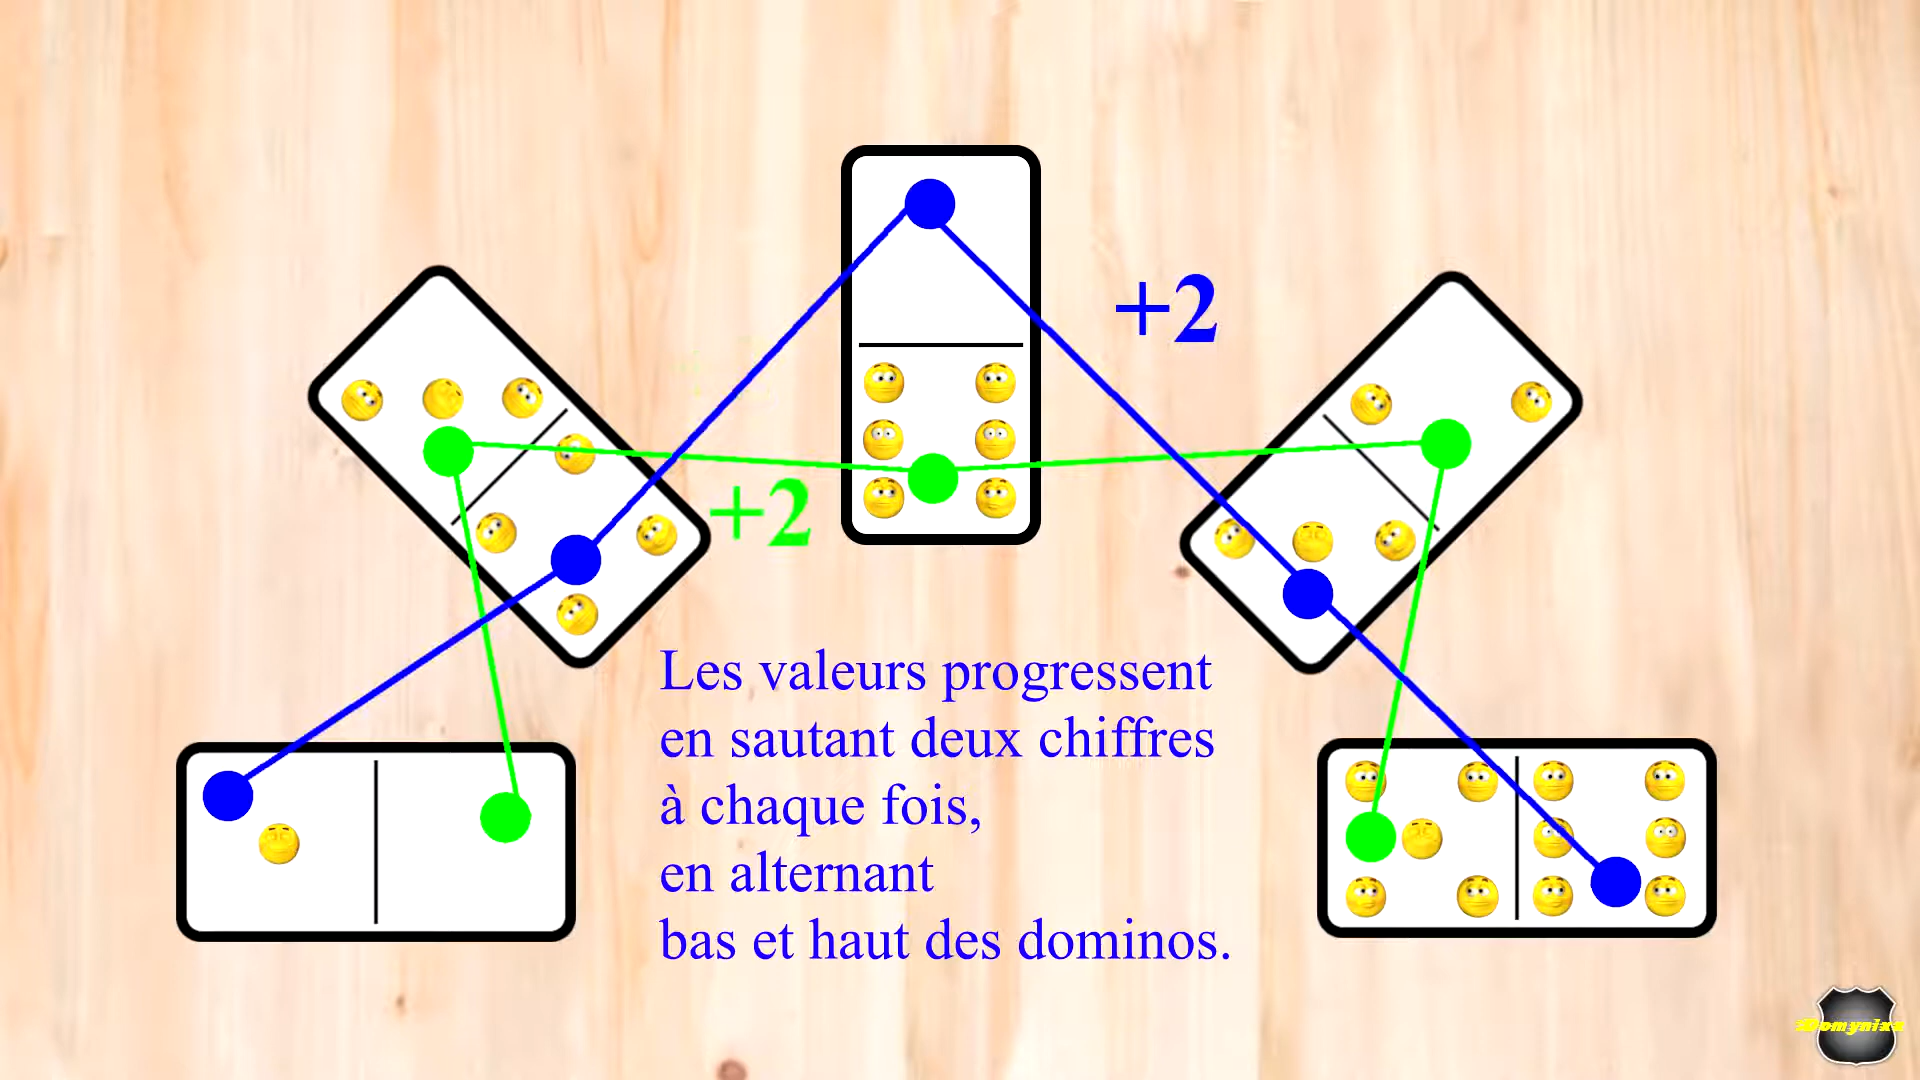 +2
+2
Les valeurs progressent
en sautant deux chiffres
à chaque fois,
en alternant
bas et haut des dominos.